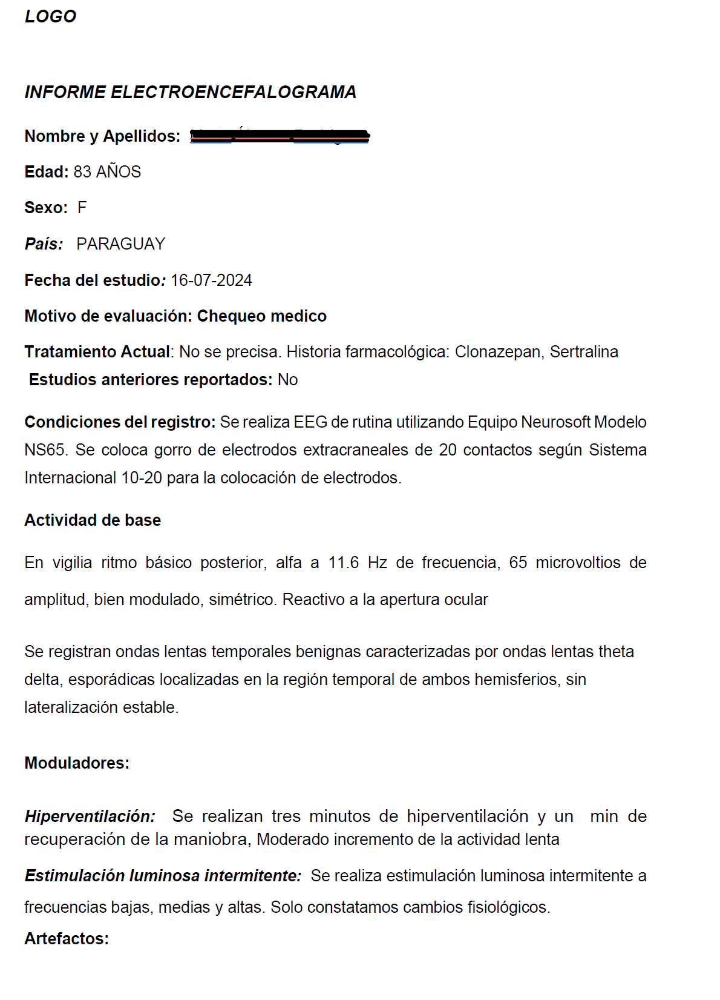 LOGO
INFORME ELECTROENCEFALOGRAMA
Nombre y Apellidos:
Edad: 83 AÑOS
Sexo: F
País: PARAGUAY
Fecha del estudio: 16-07-2024
Motivo de evaluación: Chequeo medico
Tratamiento Actual: No se precisa. Historia farmacológica: Clonazepan, Sertralina
Estudios anteriores reportados: No
Condiciones del registro: Se realiza EEG de rutina utilizando Equipo Neurosoft Modelo
NS65. Se coloca gorro de electrodos extracraneales de 20 contactos según Sistema
Internacional 10-20 para la colocación de electrodos.
Actividad de base
En vigilia ritmo básico posterior, alfa a 11.6 Hz de frecuencia, 65 microvoltios de
amplitud, bien modulado, simétrico. Reactivo a la apertura ocular
Se registran ondas lentas temporales benignas caracterizadas por ondas lentas theta
delta, esporádicas localizadas en la región temporal de ambos hemisferios, sin
lateralización estable.
Moduladores:
Hiperventilación: Se realizan tres minutos de hiperventilación y un min de
recuperación de la maniobra, Moderado incremento de la actividad lenta
Estimulación luminosa intermitente: Se realiza estimulación luminosa intermitente a
frecuencias bajas, medias y altas. Solo constatamos cambios fisiológicos.
Artefactos: